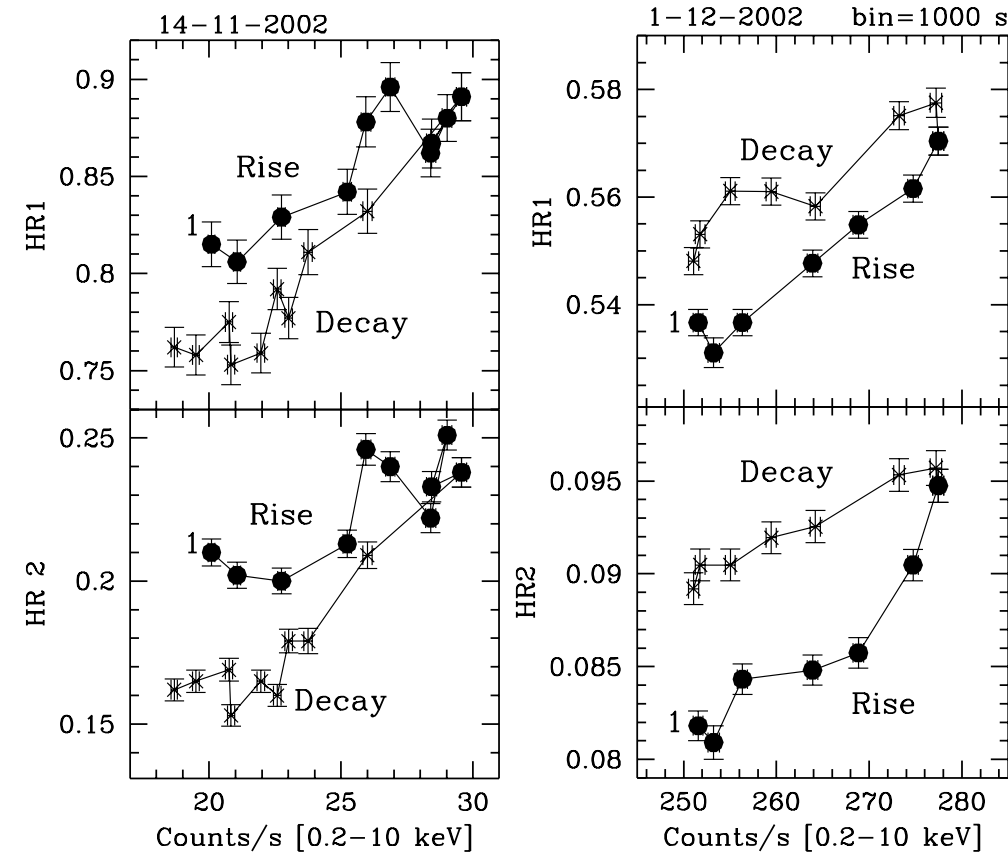 14-11-2002
1-12-2002 bin=1000 s
0.9
0.85
0.8
0.75
HR1
Rise
1
Decay
0.58
0.56
0.54
HR1
Decay
Rise
1
0.25
0.2
0.15
HR 2
Rise
1
Decay
0.095
0.09
0.085
0.08
HR2
Decay
Rise
1
20 25 30
Counts/s [0.2-10 keV]
250 260 270 280
Counts/s [0.2-10 keV]